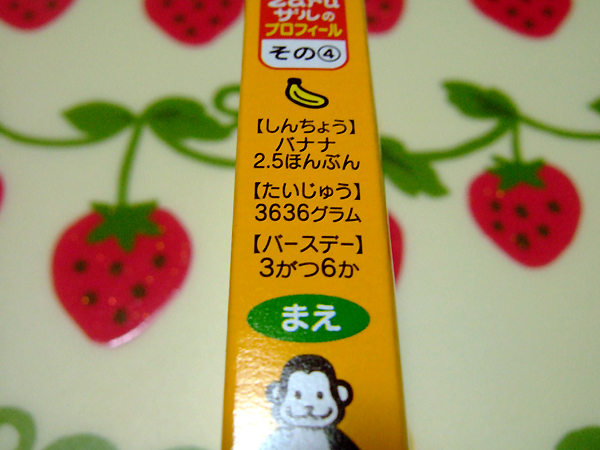 Zaru
ザルの
プロフィール
その④
【しんちょう】
バナナ
2.5ほんぶん
【たいじゅう】
3636グラム
【バースデー】
3がつ6か
まえ